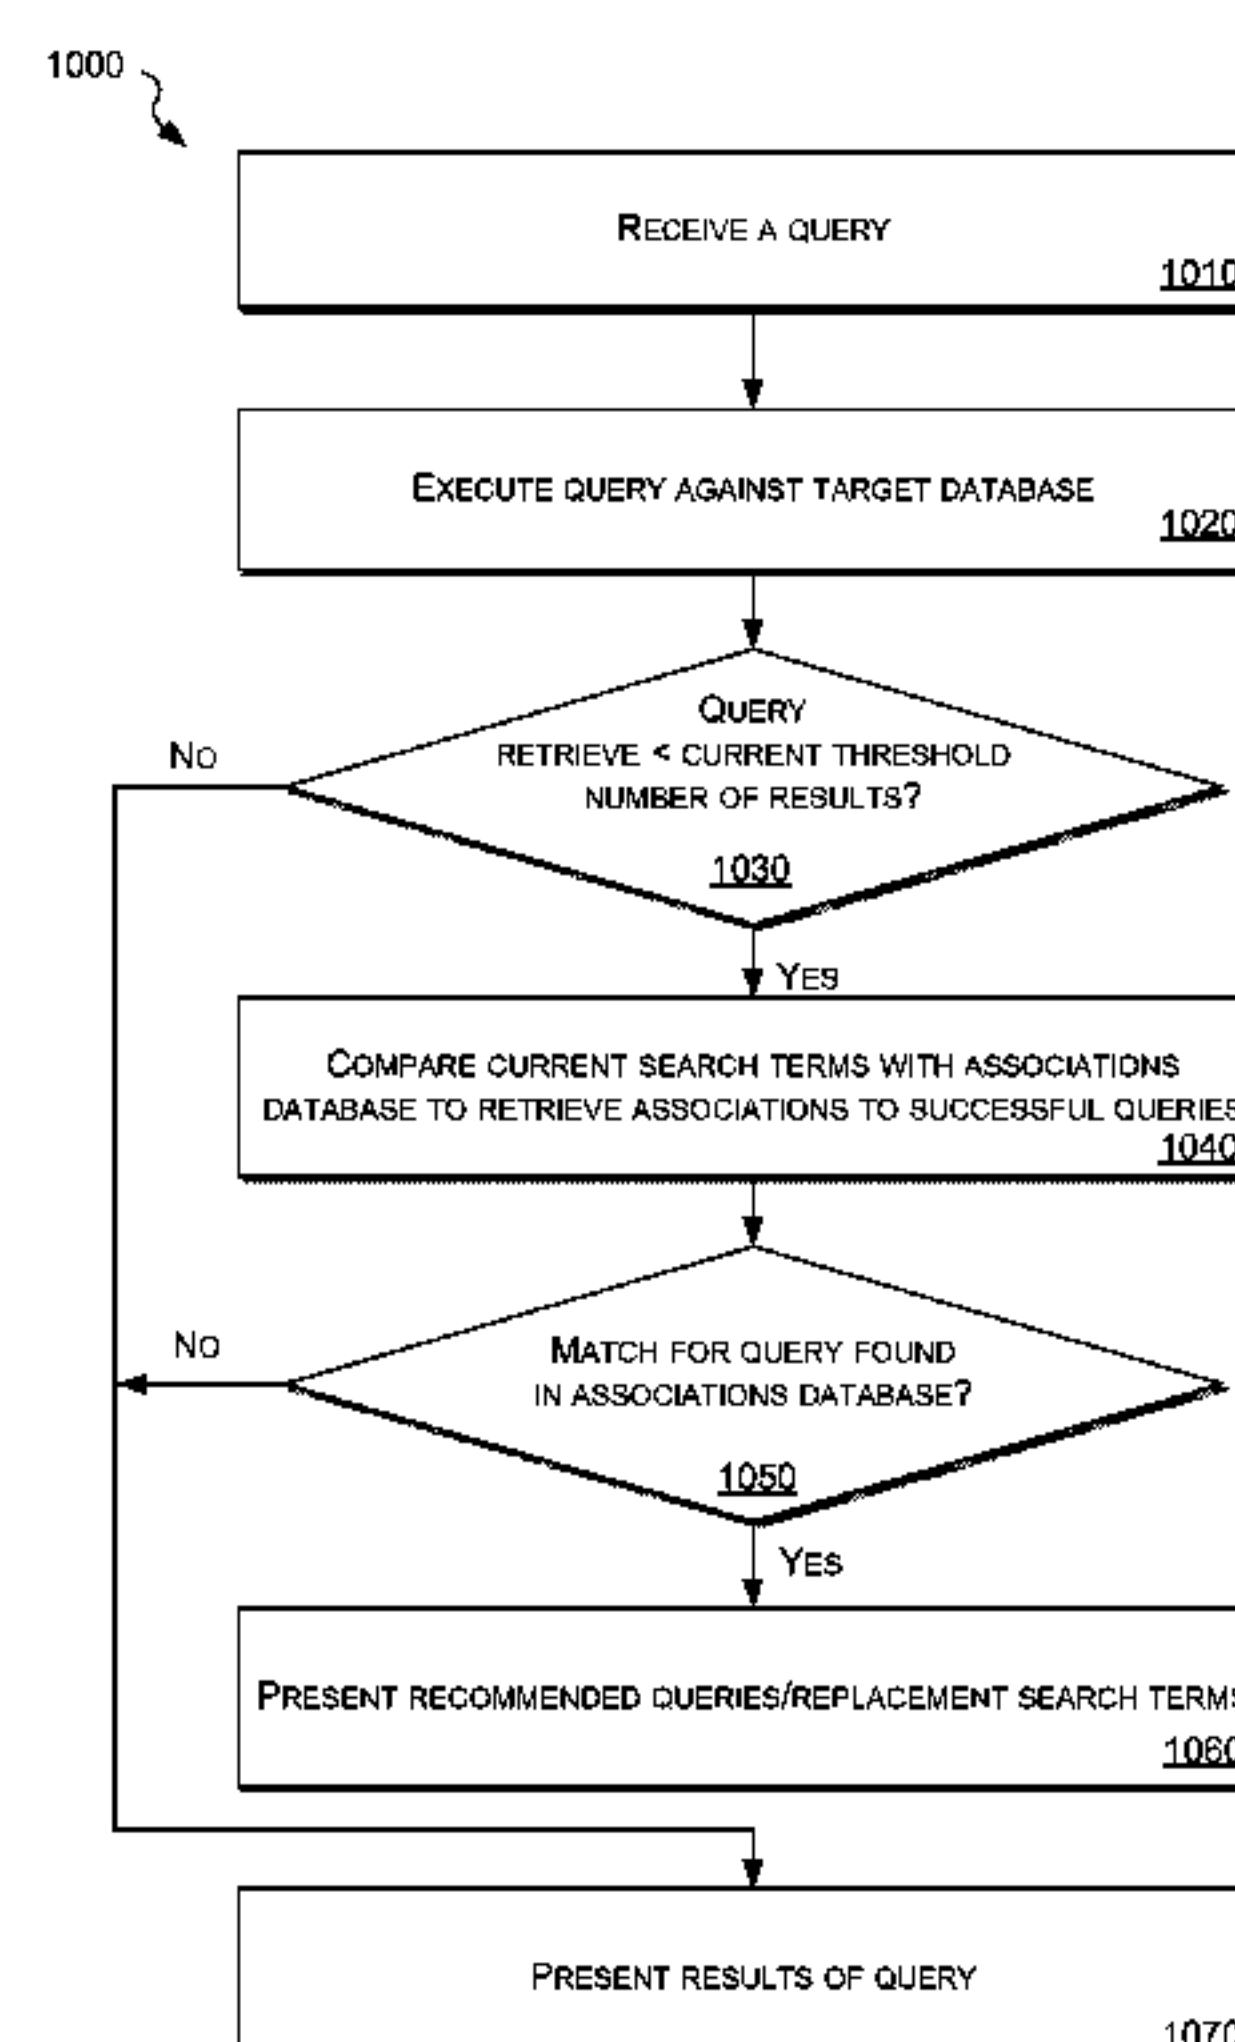 1000
RECEIVE A QUERY
1010
EXECUTE QUERY AGAINST TARGET DATABASE
1020
QUERY
RETRIEVE < CURRENT THRESHOLD
NUMBER OF RESULTS?
NO
1030
YES
COMPARE CURRENT SEARCH TERMS WITH ASSOCIATIONS
DATABASE TO RETRIEVE ASSOCIATIONS TO SUCCESSFUL QUERIES
1040
MATCH FOR QUERY FOUND
IN ASSOCIATIONS DATABASE?
NO
1050
YES
PRESENT RECOMMENDED QUERIES/REPLACEMENT SEARCH TERMS
1060
PRESENT RESULTS OF QUERY
1070